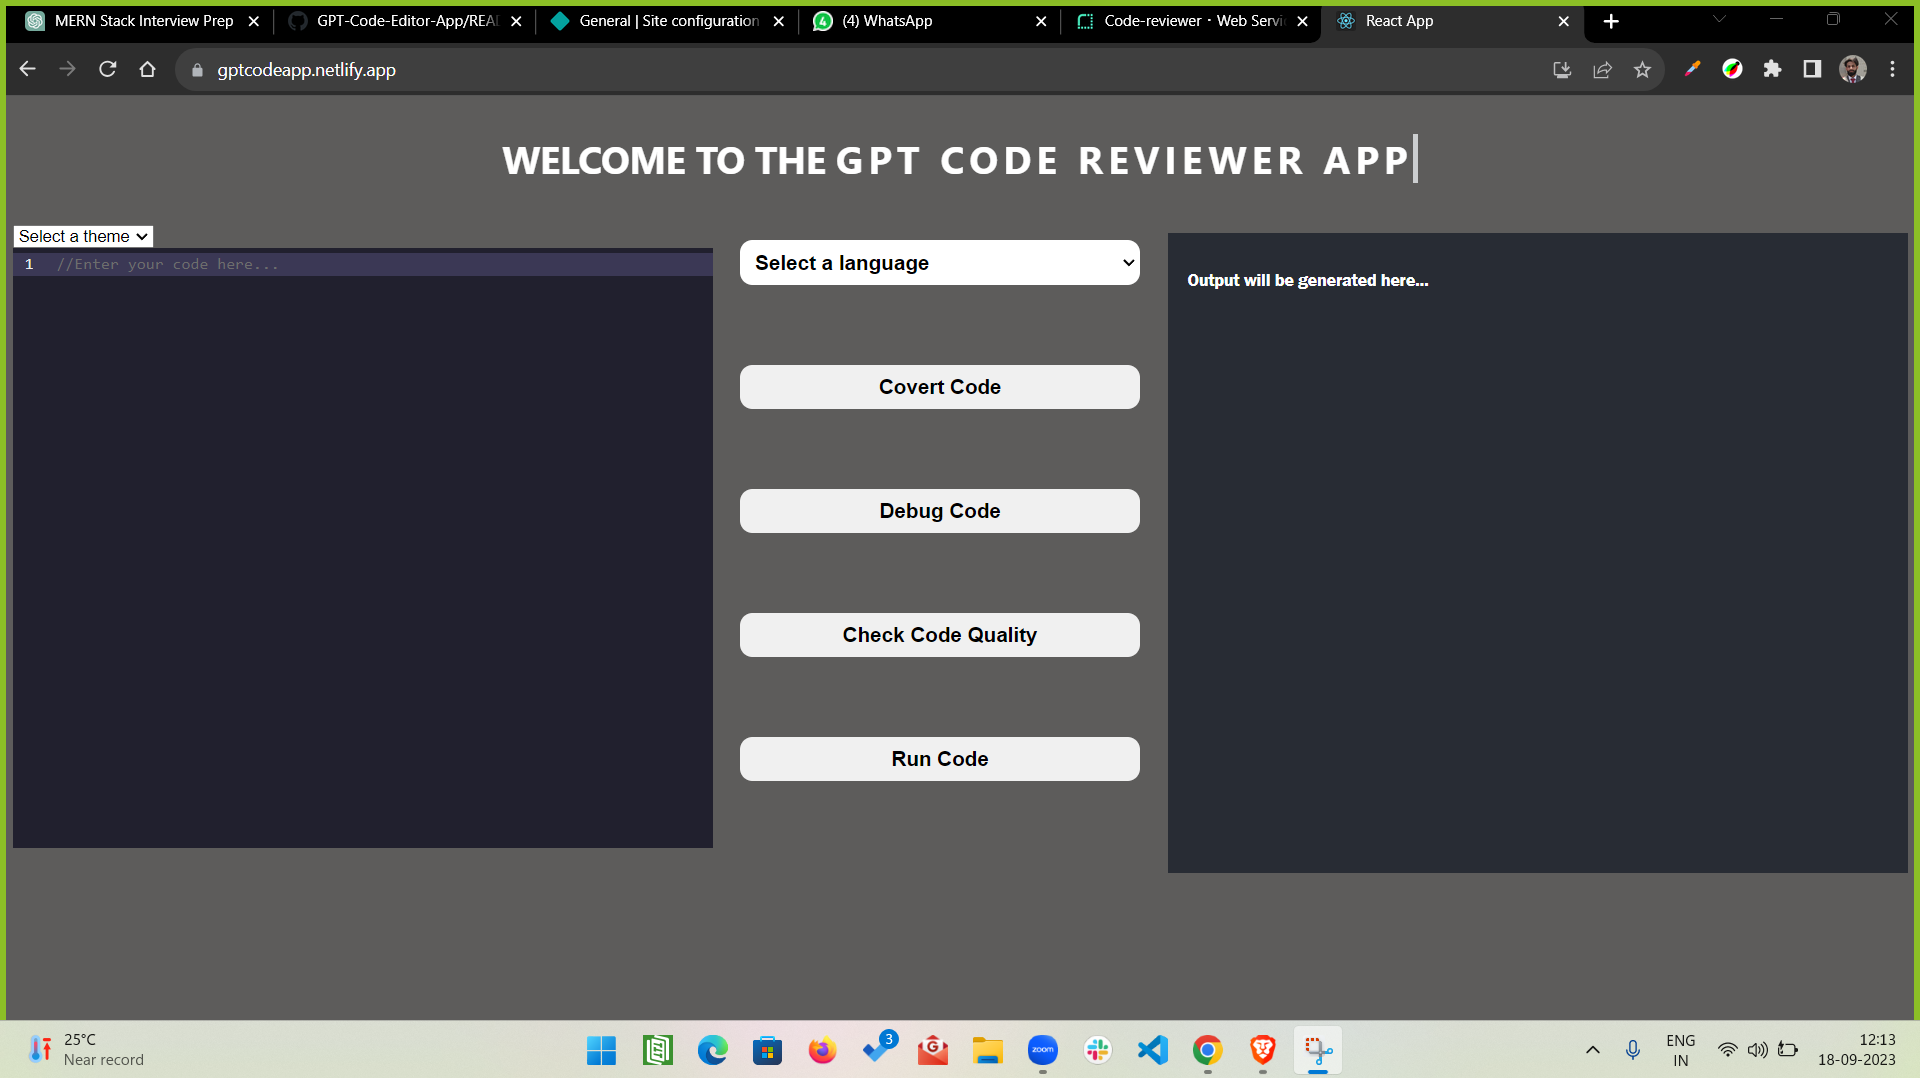 MERN Stack Interview Prep
GPT-Code-Editor-App/REA
General | Site configuration
(4) WhatsApp
Code-reviewer · Web Servi
React App
gptcodeapp.netlify.app
WELCOME TO THE GPT CODE REVIEWER APP
Select a theme
1 //Enter your code here...
Select a language
Covert Code
Debug Code
Check Code Quality
Run Code
Output will be generated here...
25°C
Near record
3
zoom
ENG
IN
12:13
18-09-2023